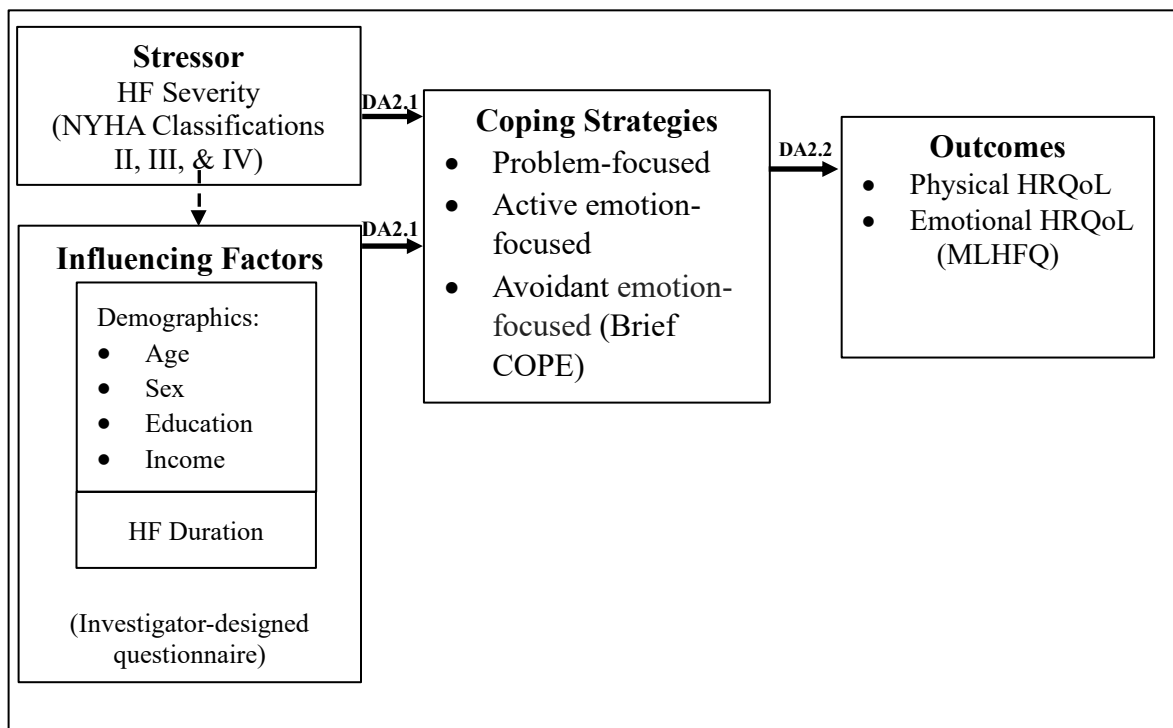 Stressor
HF Severity
(NYHA Classifications
II, III, & IV)
DA2.1
Influencing Factors
Demographics:
• Age
• Sex
• Education
• Income
HF Duration
(Investigator-designed
questionnaire)
DA2.1
Coping Strategies
• Problem-focused
• Active emotion-
focused
• Avoidant emotion-
focused (Brief
COPE)
DA2.2
Outcomes
• Physical HRQoL
• Emotional HRQoL
(MLHFQ)